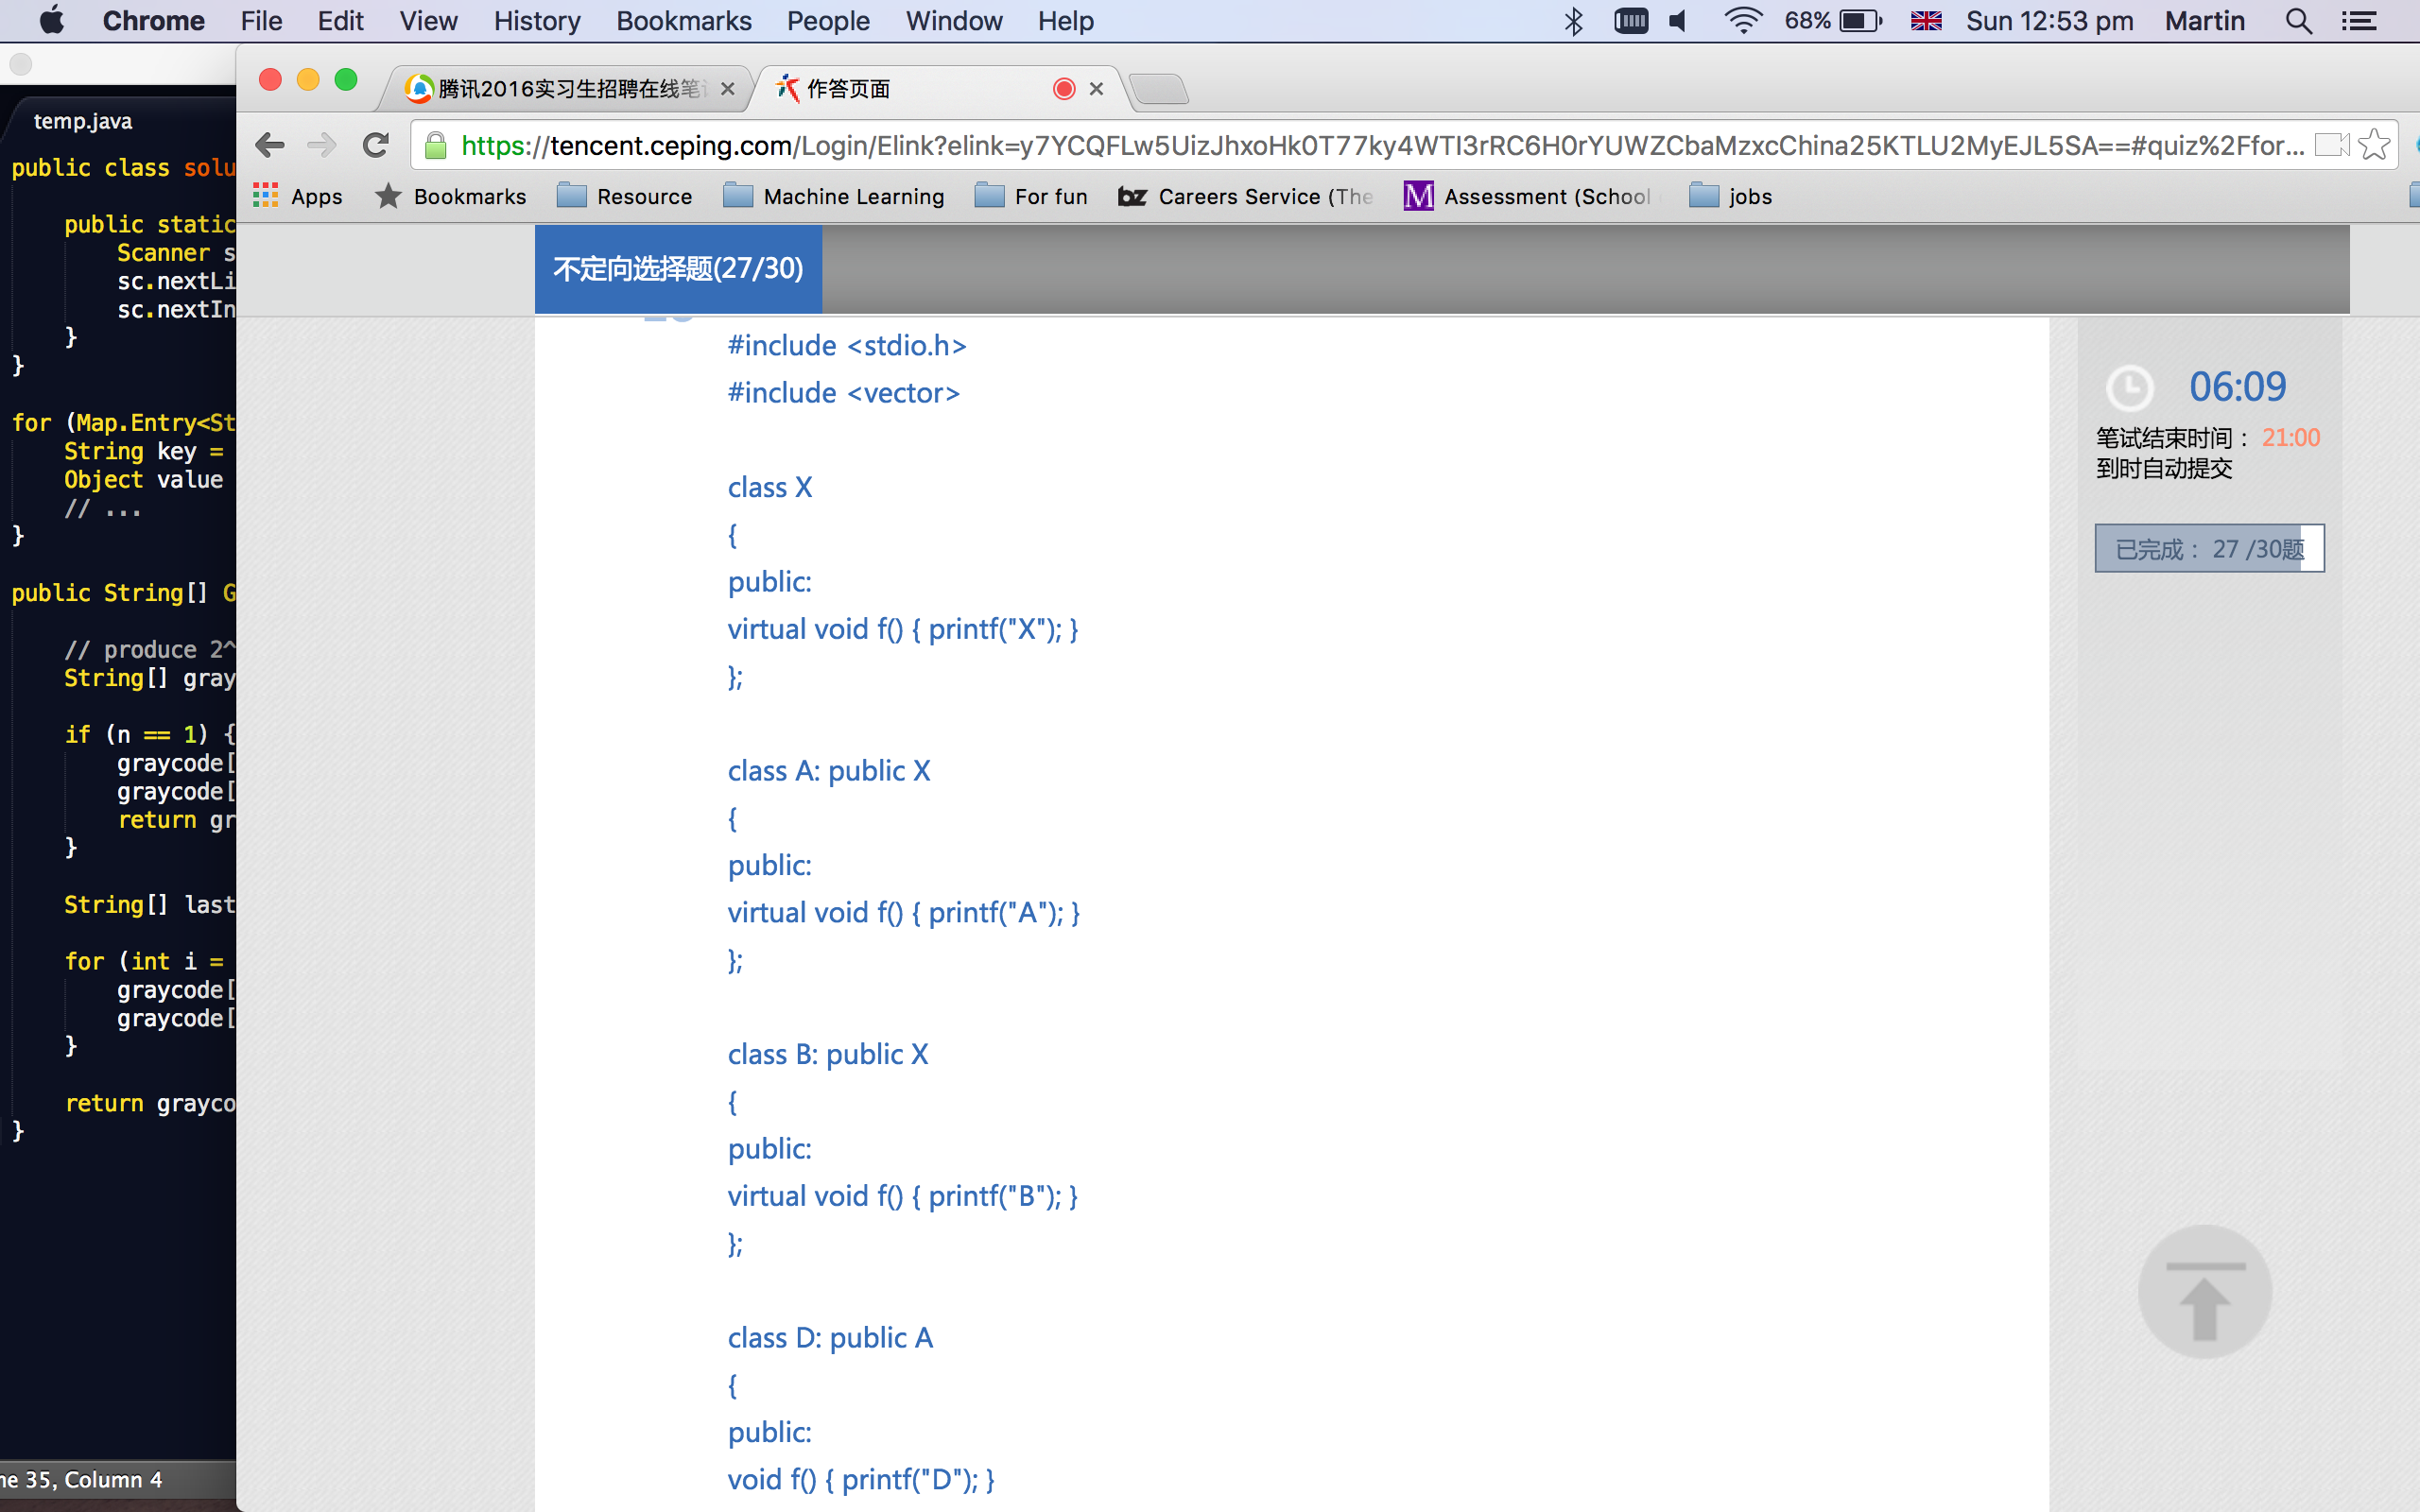 Chrome File Edit View History Bookmarks People Window Help 68% Sun 12:53 pm Martin
腾讯2016实习生招聘在线笔 作答页面
https://tencent.ceping.com/Login/Elink?elink=y7YCQFLw5UizJhxoHk0T77ky4WTI3rRC6H0rYUWZCbaMzxcChina25KTLU2MyEJL5SA==#quiz%2Ffor...
Apps Bookmarks Resource Machine Learning For fun bz Careers Service (The M Assessment (School jobs
temp.java
public class solu
public static
Scanner s
sc.nextLi
sc.nextIn
}
}
for (Map.Entry<St
String key =
Object value
// ...
}
public String[] G
// produce 2^
String[] gray
if (n == 1) {
graycode[
graycode[
return gr
}
String[] last
for (int i =
graycode[
graycode[
}
return grayco
}
ne 35, Column 4
不定向选择题(27/30)
#include <stdio.h>
#include <vector>
class X
{
public:
virtual void f() { printf("X"); }
};
class A: public X
{
public:
virtual void f() { printf("A"); }
};
class B: public X
{
public:
virtual void f() { printf("B"); }
};
class D: public A
{
public:
void f() { printf("D"); }
06:09
笔试结束时间： 21:00
到时自动提交
已完成： 27 /30题